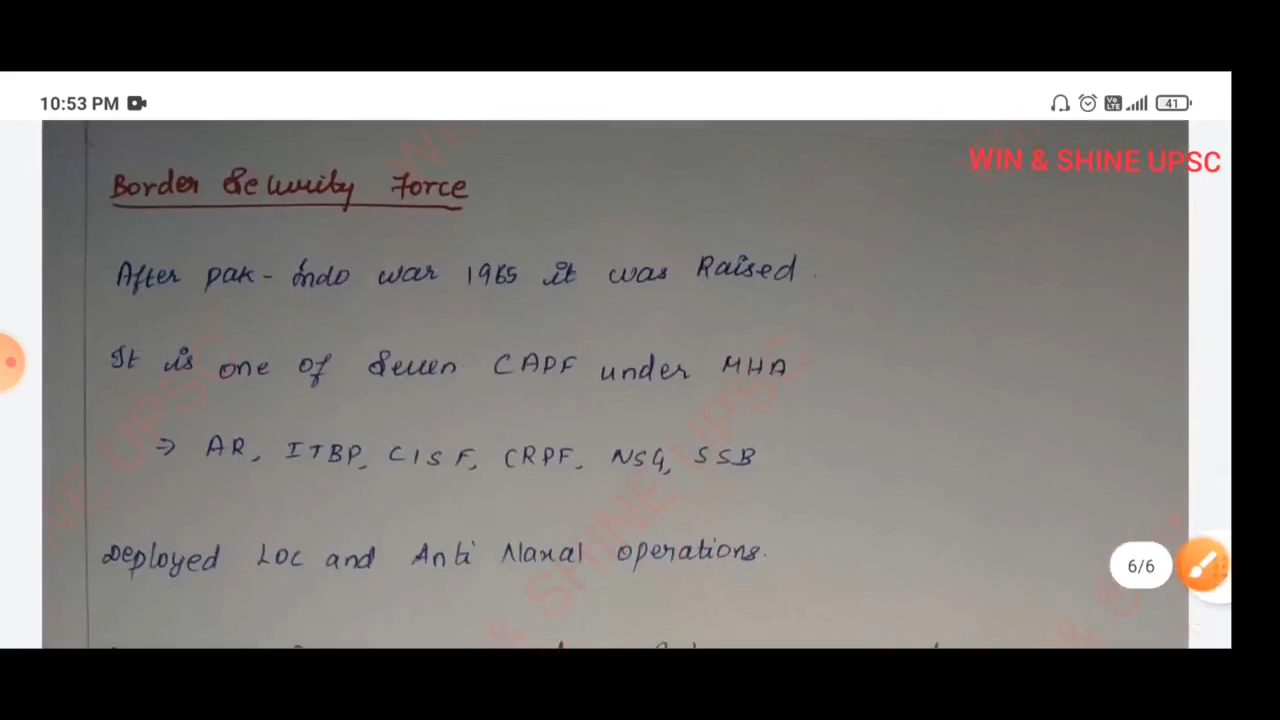 10:53 PM
41
WIN & SHINE UPSC
Border Security Force
After Pak - Indo war 1965 it was Raised.
It is one of Seven CAPF under MHA
⇒ AR, ITBP, CISF, CRPF, NSG, SSB
Deployed LOC and Anti Naxal operations.
6/6